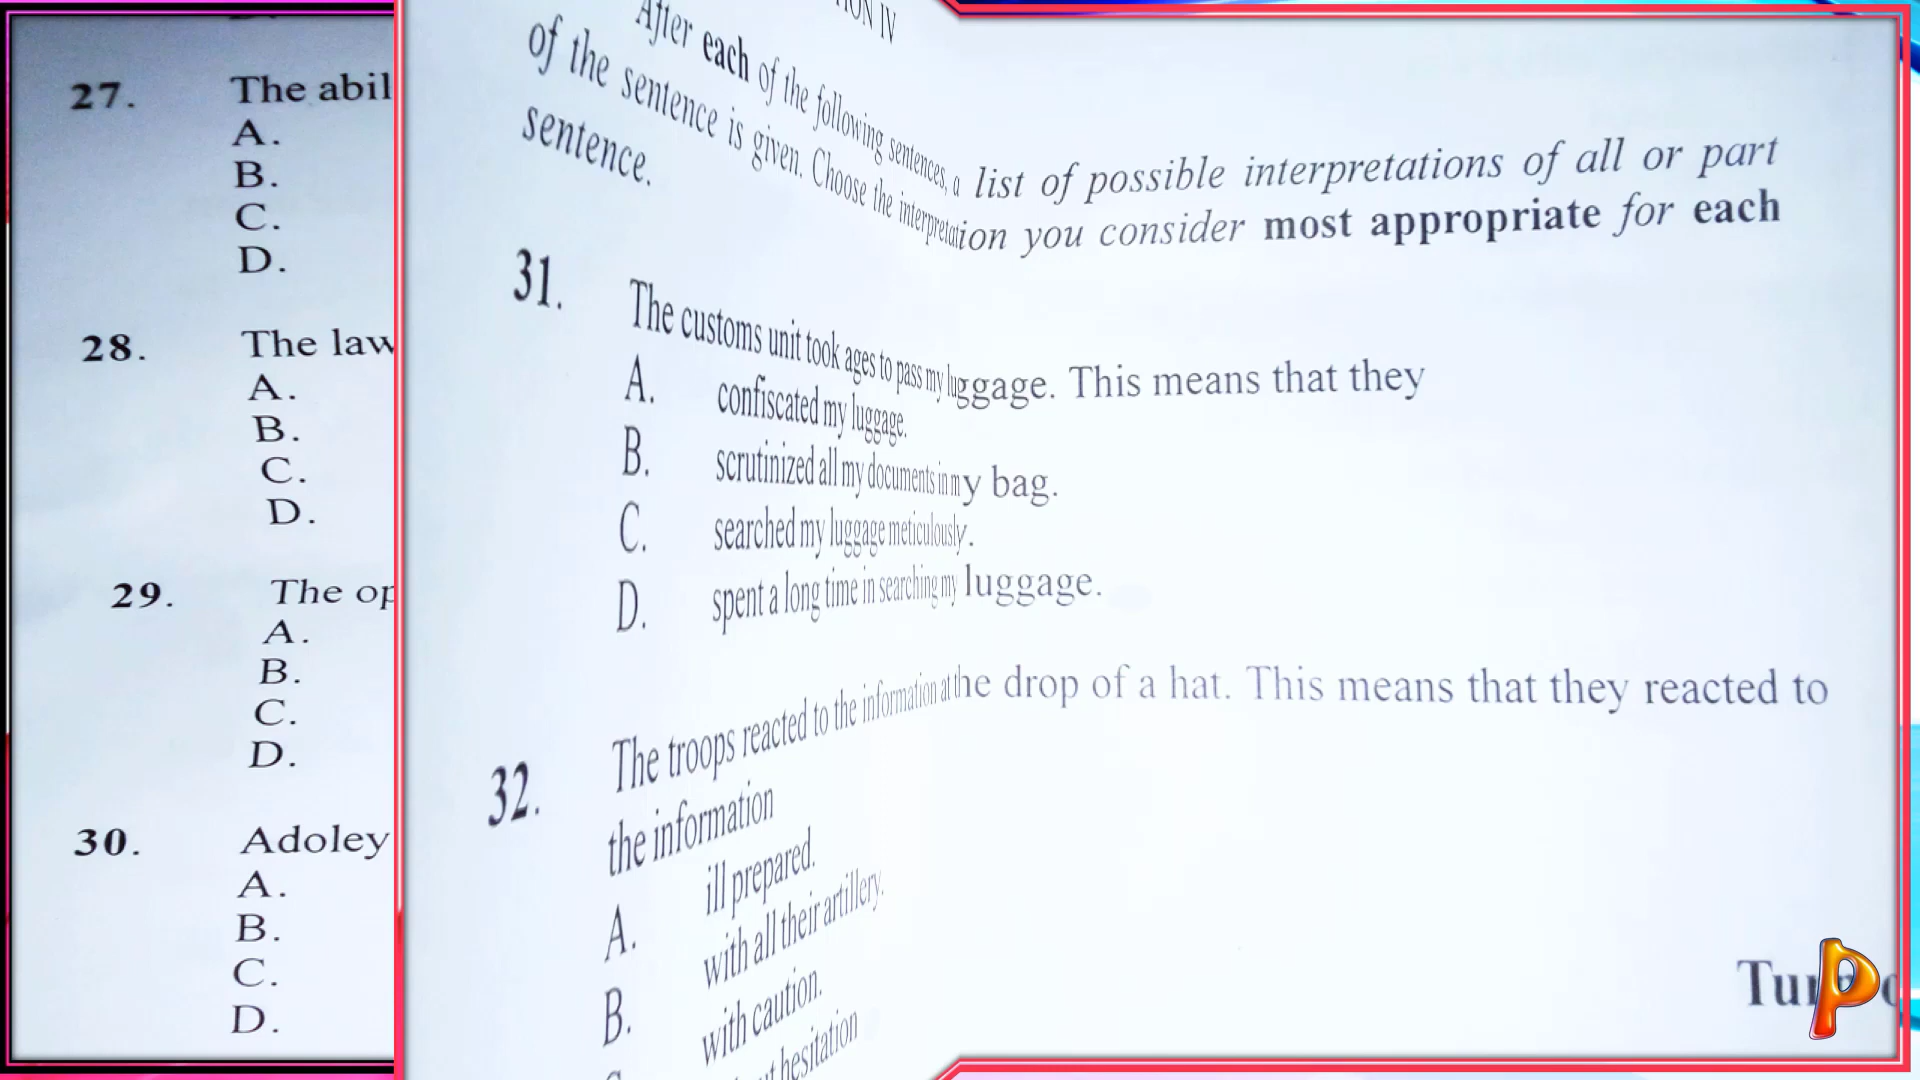 27. The abil
A.
B.
C.
D.
28. The law
A.
B.
C.
D.
29. The op
A.
B.
C.
D.
30. Adoley
A.
B.
C.
D.
ION IV
After each of the following sentences, a list of possible interpretations of all or part
of the sentence is given. Choose the interpretation you consider most appropriate for each
sentence.
31. The customs unit took ages to pass my luggage. This means that they
A. confiscated my luggage.
B. scrutinized all my documents in my bag.
C. searched my luggage meticulously.
D. spent a long time in searching my luggage.
32. The troops reacted to the information at the drop of a hat. This means that they reacted to
the information
A. ill prepared.
B. with all their artillery.
with caution.
hesitation
P